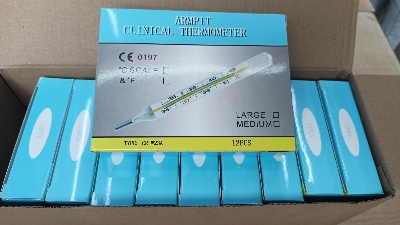 ARMPIT
CLINICAL THERMOMETER
CE 0197
°C SCALE
& °F
LARGE
MEDIUM
12PCS